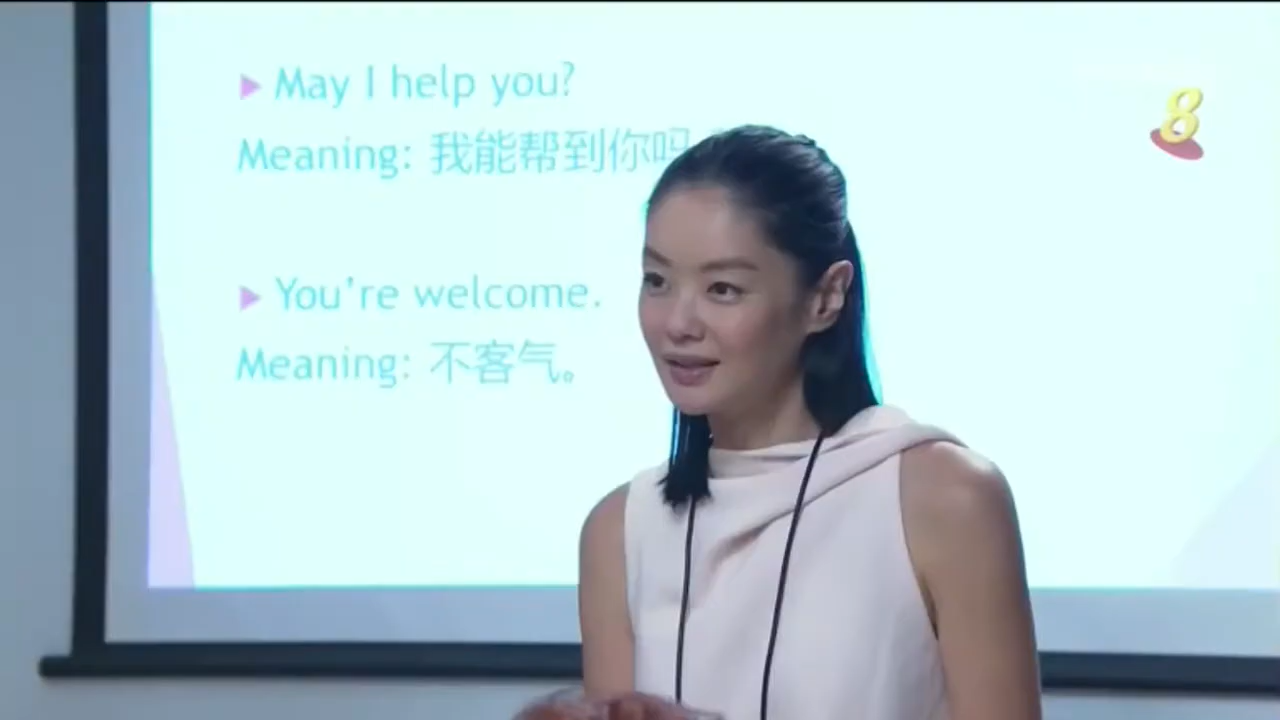 May I help you?
Meaning: 我能帮到你吗
You're welcome.
Meaning: 不客气。
8